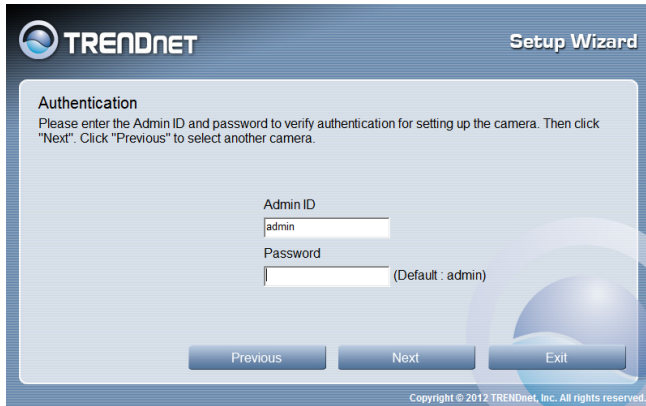 TRENDNET
Setup Wizard
Authentication
Please enter the Admin ID and password to verify authentication for setting up the camera. Then click
"Next". Click "Previous" to select another camera.
Admin ID
admin
Password
(Default : admin)
Previous
Next
Exit
Copyright © 2012 TRENDnet, Inc. All rights reserved.